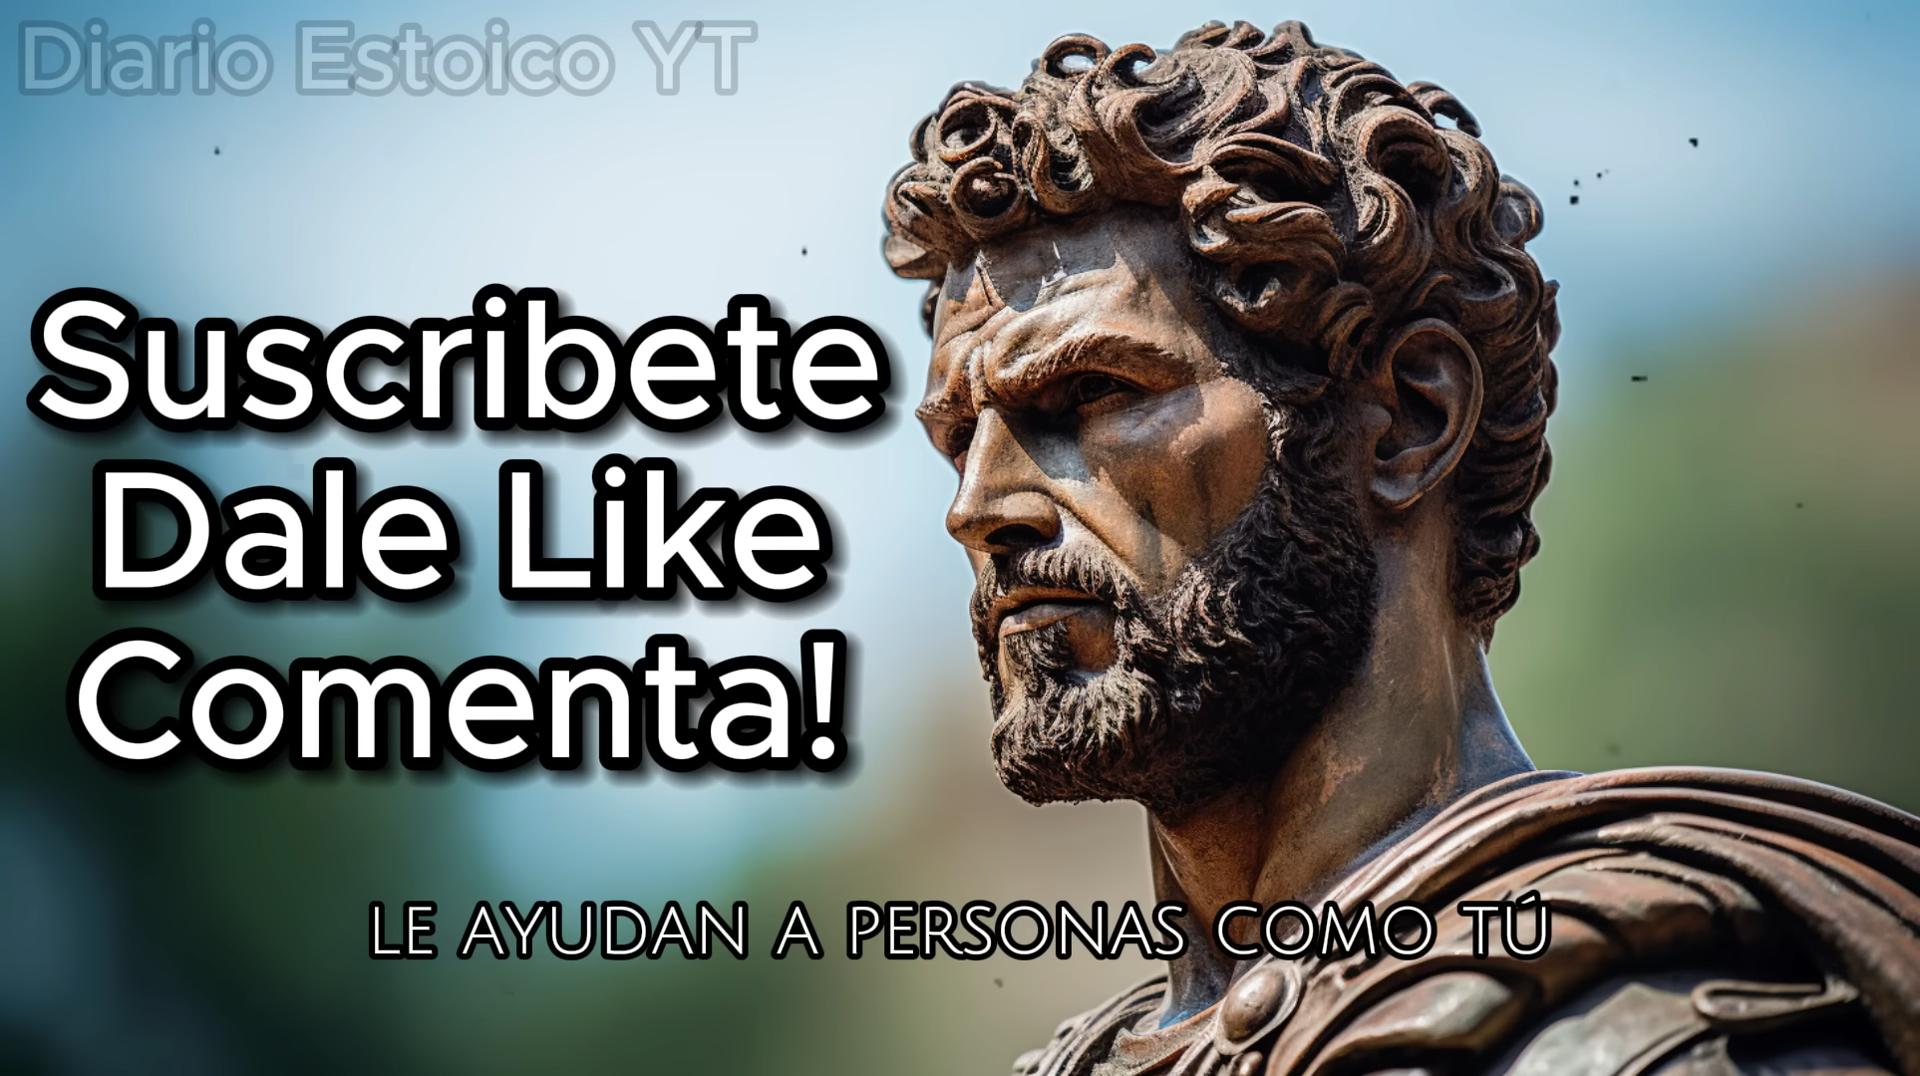 Diario Estoico YT
Suscribete
Dale Like
Comenta!
LE AYUDAN A PERSONAS COMO TÚ